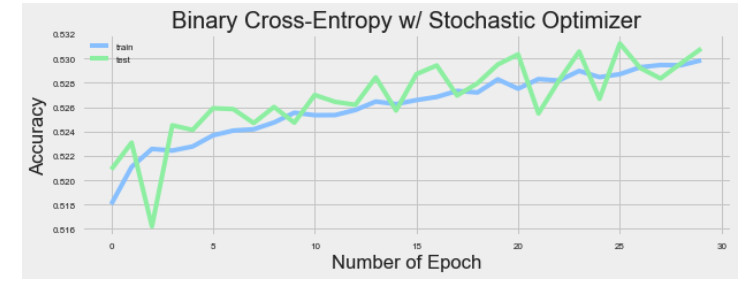 Binary Cross-Entropy w/ Stochastic Optimizer
0.532
0.530
0.528
0.526
0.524
0.522
0.520
0.518
0.516
train
test
Accuracy
0 5 10 15 20 25 30
Number of Epoch